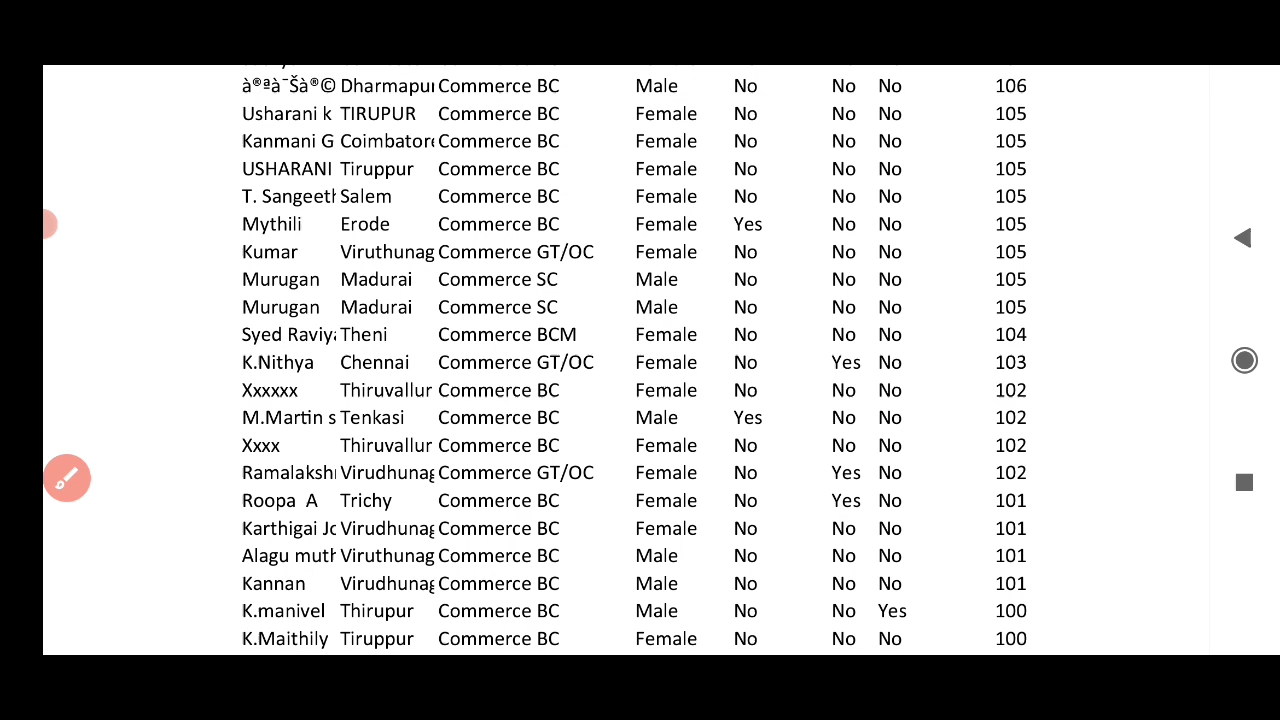 à®ªà¯Šà®© Dharmapur Commerce BC Male No No No 106
Usharani k TIRUPUR Commerce BC Female No No No 105
Kanmani G Coimbatore Commerce BC Female No No No 105
USHARANI Tiruppur Commerce BC Female No No No 105
T. Sangeeth Salem Commerce BC Female No No No 105
Mythili Erode Commerce BC Female Yes No No 105
Kumar Viruthunag Commerce GT/OC Female No No No 105
Murugan Madurai Commerce SC Male No No No 105
Murugan Madurai Commerce SC Male No No No 105
Syed Raviya Theni Commerce BCM Female No No No 104
K.Nithya Chennai Commerce GT/OC Female No Yes No 103
Xxxxxx Thiruvallur Commerce BC Female No No No 102
M.Martin s Tenkasi Commerce BC Male Yes No No 102
Xxxx Thiruvallur Commerce BC Female No No No 102
Ramalakshm Virudhunag Commerce GT/OC Female No Yes No 102
Roopa A Trichy Commerce BC Female No Yes No 101
Karthigai Jo Virudhunag Commerce BC Female No No No 101
Alagu muth Viruthunag Commerce BC Male No No No 101
Kannan Virudhunag Commerce BC Male No No No 101
K.manivel Thirupur Commerce BC Male No No Yes 100
K.Maithily Tiruppur Commerce BC Female No No No 100